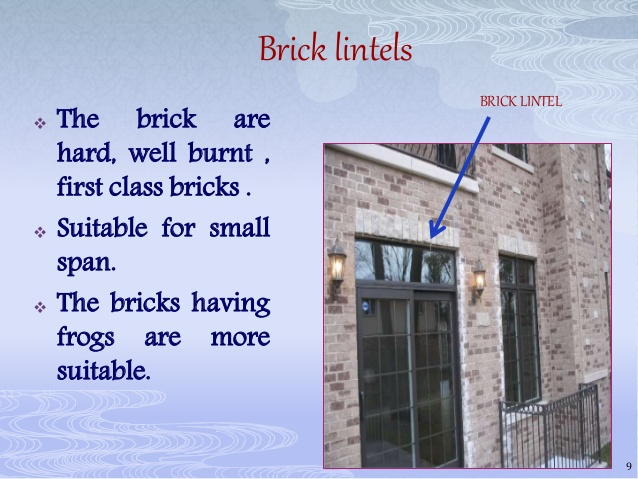 Brick lintels
BRICK LINTEL
The brick are
hard, well burnt ,
first class bricks .
Suitable for small
span.
The bricks having
frogs are more
suitable.
9